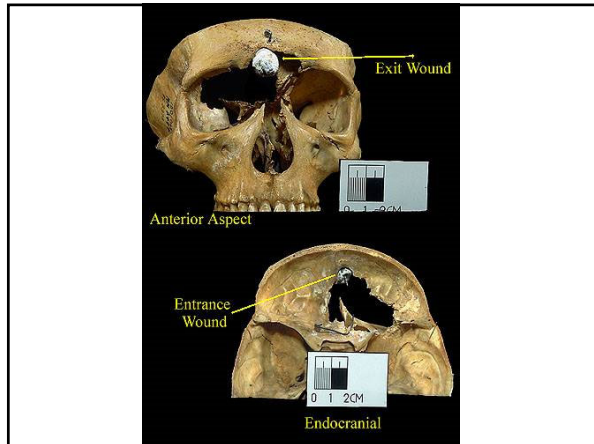 Exit Wound
0 1 2CM
Anterior Aspect
Entrance
Wound
0 1 2CM
Endocranial